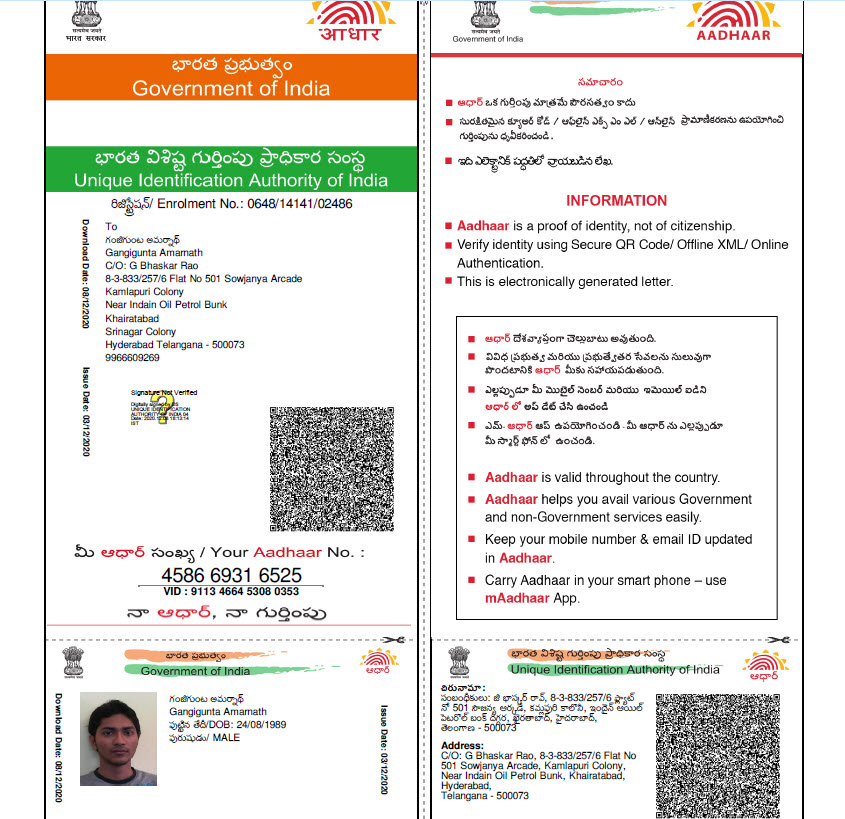 सत्यमेव जयते
भारत सरकार
आधार
భారత ప్రభుత్వం
Government of India
భారత విశిష్ట గుర్తింపు ప్రాధికార సంస్థ
Unique Identification Authority of India
రిజిస్ట్రేషన్/ Enrolment No.: 0648/14141/02486
Download Date: 08/12/2020
Issue Date: 03/12/2020
To
గంజిగుంట అమర్నాథ్
Gangigunta Amarnath
C/O: G Bhaskar Rao
8-3-833/257/6 Flat No 501 Sowjanya Arcade
Kamlapuri Colony
Near Indain Oil Petrol Bunk
Khairatabad
Srinagar Colony
Hyderabad Telangana - 500073
9966609269
Signature Not Verified
Digitally signed by DS
UNIQUE IDENTIFICATION
AUTHORITY OF INDIA 04
IST
మీ ఆధార్ సంఖ్య / Your Aadhaar No. :
4586 6931 6525
VID : 9113 4664 5308 0353
నా ఆధార్, నా గుర్తింపు
सत्यमेव जयते
Government of India
AADHAAR
సమాచారం
ఆధార్ ఒక గుర్తింపు మాత్రమే పౌరసత్వం కాదు
సురక్షితమైన క్యూఆర్ కోడ్ / ఆఫ్‌లైన్ ఎక్స్ ఎం ఎల్ / ఆన్‌లైన్ ప్రామాణీకరణను ఉపయోగించి
గుర్తింపును ధృవీకరించండి.
ఇది ఎలెక్ట్రానిక్ పద్ధతిలో వ్రాయబడిన లేఖ.
INFORMATION
Aadhaar is a proof of identity, not of citizenship.
Verify identity using Secure QR Code/ Offline XML/ Online
Authentication.
This is electronically generated letter.
ఆధార్ దేశవ్యాప్తంగా చెల్లుబాటు అవుతుంది.
వివిధ ప్రభుత్వ మరియు ప్రభుత్వేతర సేవలను సులువుగా
పొందటానికి ఆధార్ మీకు సహాయపడుతుంది.
ఎల్లప్పుడూ మీ మొబైల్ నెంబర్ మరియు ఇమెయిల్ ఐడిని
ఆధార్ లో అప్ డేట్ చేసి ఉంచండి
ఎమ్- ఆధార్ ఆప్ ఉపయోగించండి - మీ ఆధార్ ను ఎల్లప్పుడూ
మీ స్మార్ట్ ఫోన్ లో ఉంచండి.
Aadhaar is valid throughout the country.
Aadhaar helps you avail various Government
and non-Government services easily.
Keep your mobile number & email ID updated
in Aadhaar.
Carry Aadhaar in your smart phone – use
mAadhaar App.
భారత ప్రభుత్వం
Government of India
ఆధార్
Download Date: 08/12/2020
గంజిగుంట అమర్నాథ్
Gangigunta Amarnath
పుట్టిన తేదీ/DOB: 24/08/1989
పురుషుడు/ MALE
Issue Date: 03/12/2020
భారత విశిష్ట గుర్తింపు ప్రాధికార సంస్థ
Unique Identification Authority of India
ఆధార్
చిరునామా :
సంబంధీకులు: జి భాస్కర్ రావ్, 8-3-833/257/6 ఫ్లాట్
నో 501 సౌజన్య ఆర్కడే, కమ్లపురి కాలొని, ఇండైన్ ఆయిల్
పెటరోల్ బంక్ దగ్గర, ఖైరతాబాద్, హైదరాబాద్,
తెలంగాణ - 500073
Address:
C/O: G Bhaskar Rao, 8-3-833/257/6 Flat No
501 Sowjanya Arcade, Kamlapuri Colony,
Near Indain Oil Petrol Bunk, Khairatabad,
Hyderabad,
Telangana - 500073